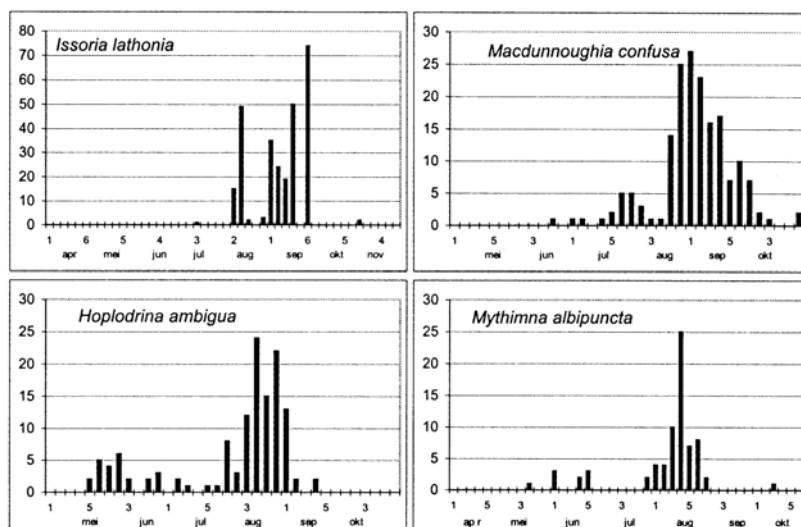 Issoria lathonia
80
70
60
50
40
30
20
10
0
1 6 5 4 3 2 1 6 5 4
apr mei jun jul aug sep okt nov
Macdunnoughia confusa
30
25
20
15
10
5
0
1 5 3 1 5 3 1 5 3
mei jun jul aug sep okt
Hoplodrina ambigua
30
25
20
15
10
5
0
1 5 3 1 5 3 1 5 3
mei jun jul aug sep okt
Mythimna albipuncta
30
25
20
15
10
5
0
1 5 3 1 5 3 1 5 3 1 5
ap r mei jun jul aug sep okt